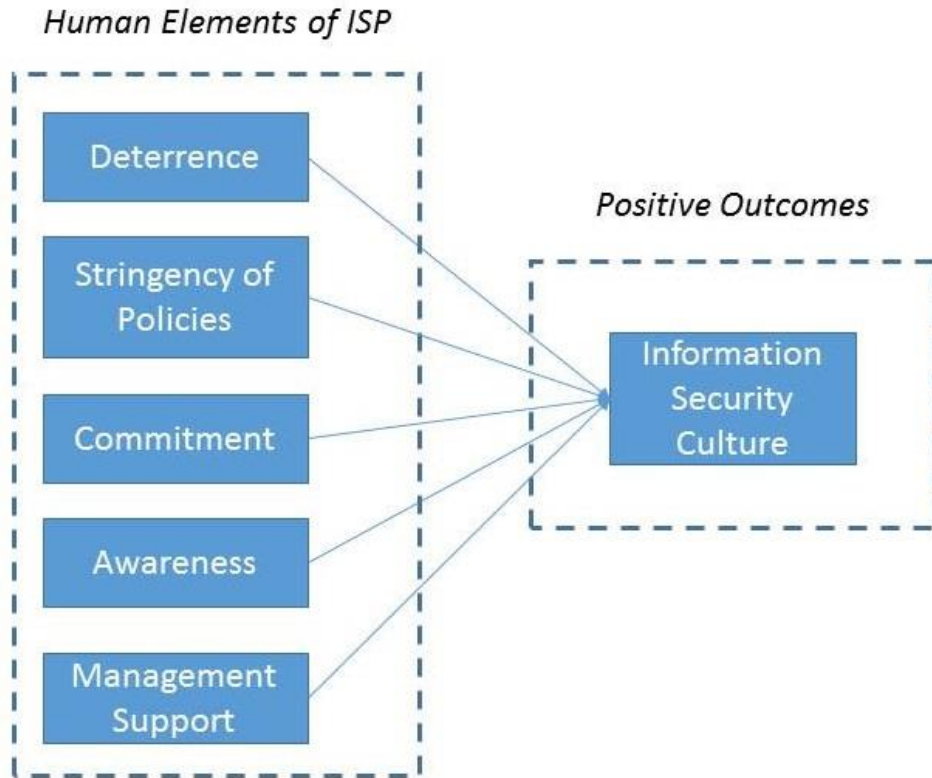 Human Elements of ISP
Deterrence
Stringency of
Policies
Commitment
Awareness
Management
Support
Positive Outcomes
Information
Security
Culture